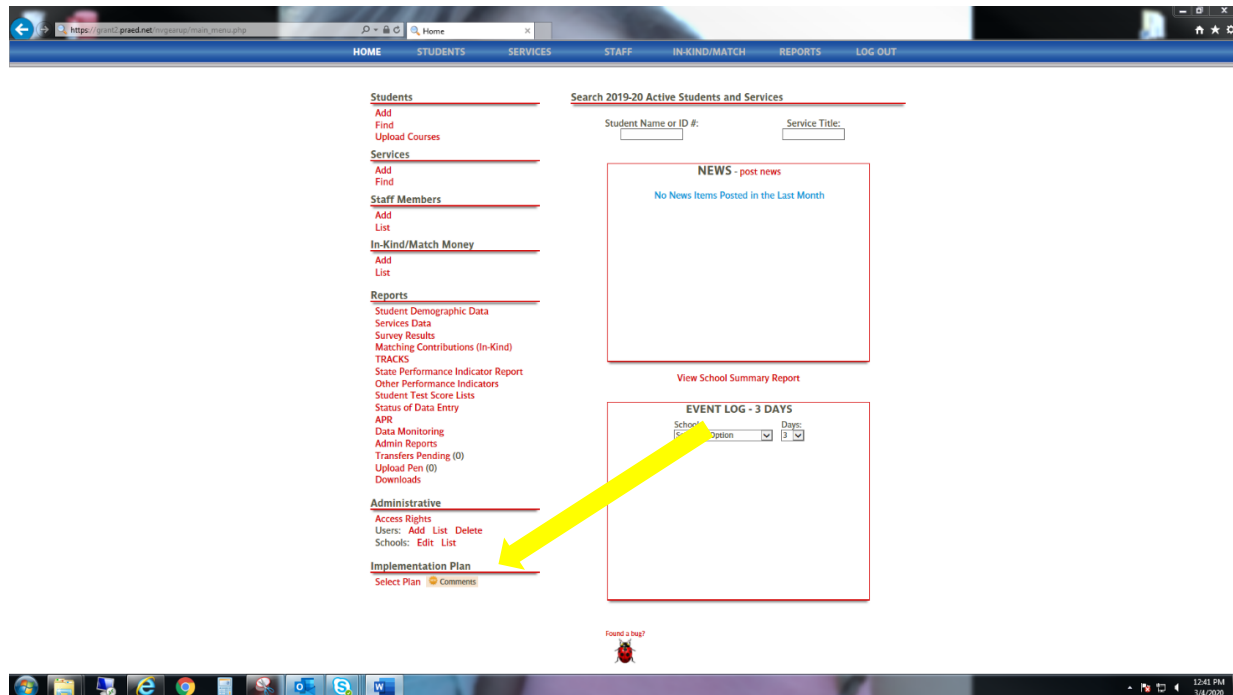 https://grant2.praed.net/nvgearup/main_menu.php
Home
HOME STUDENTS SERVICES STAFF IN-KIND/MATCH REPORTS LOG OUT
Students
Add
Find
Upload Courses
Services
Add
Find
Staff Members
Add
List
In-Kind/Match Money
Add
List
Reports
Student Demographic Data
Services Data
Survey Results
Matching Contributions (In-Kind)
TRACKS
State Performance Indicator Report
Other Performance Indicators
Student Test Score Lists
Status of Data Entry
APR
Data Monitoring
Admin Reports
Transfers Pending (0)
Upload Pen (0)
Downloads
Administrative
Access Rights
Users: Add List Delete
Schools: Edit List
Implementation Plan
Select Plan Comments
Search 2019-20 Active Students and Services
Student Name or ID #: Service Title:
NEWS - post news
No News Items Posted in the Last Month
View School Summary Report
EVENT LOG - 3 DAYS
Days:
Option 3
Found a bug?
12:41 PM
3/4/2020